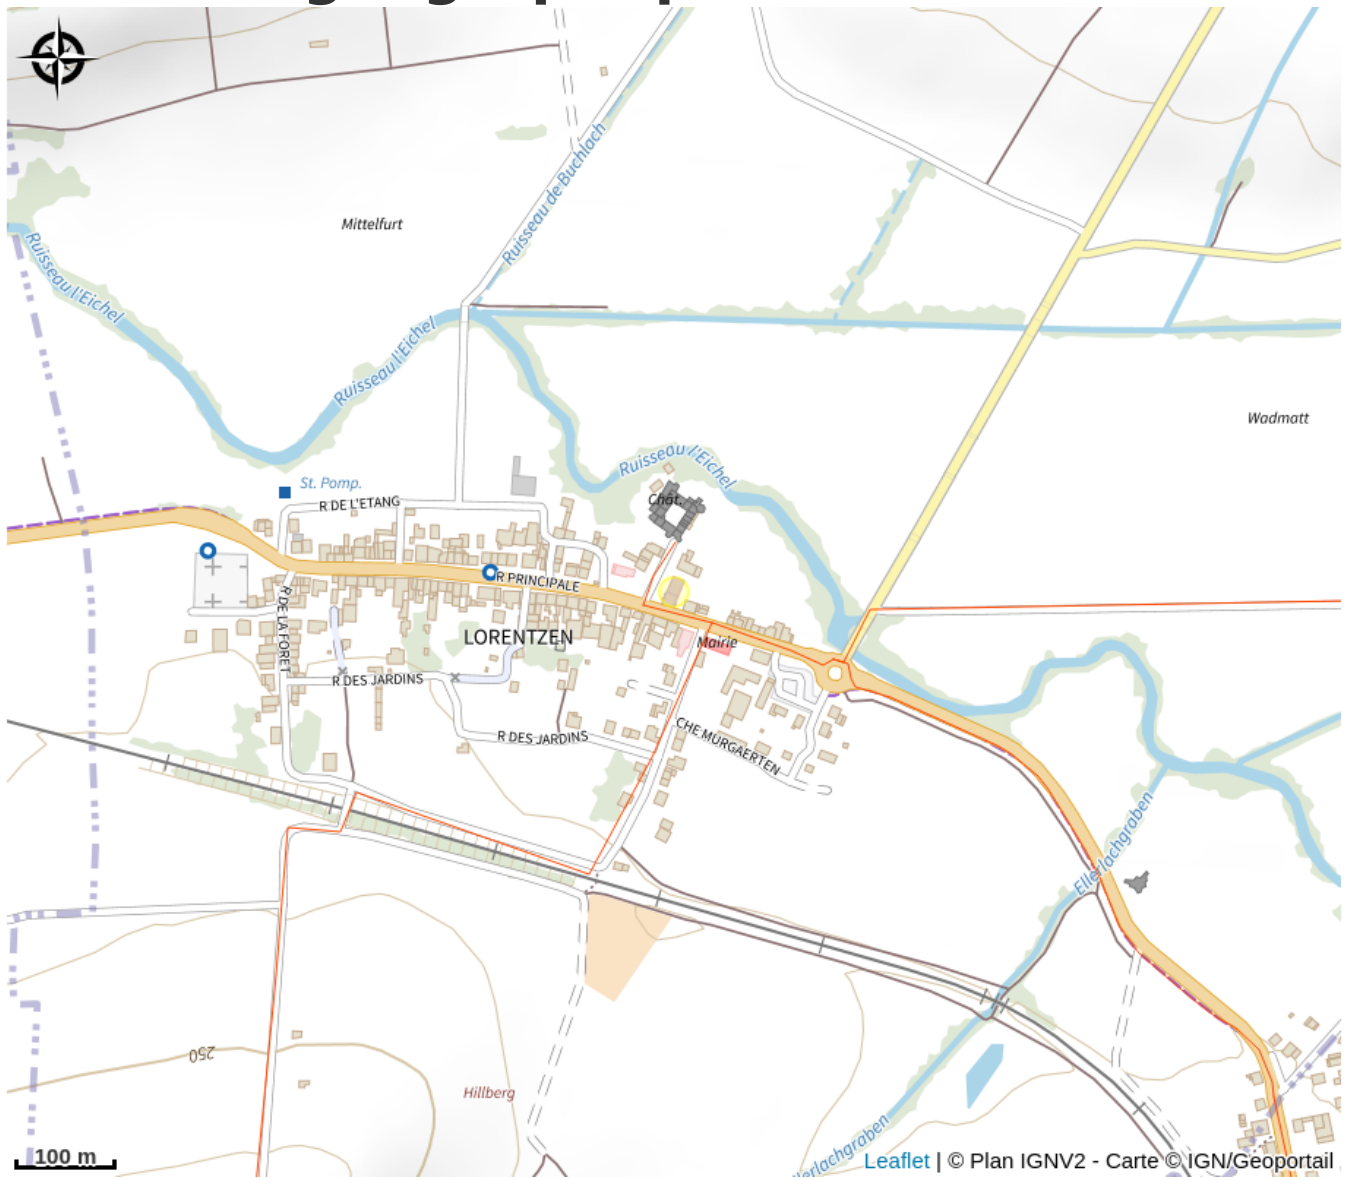 Ruisseau de Buchlach
Mittelfurt
Ruisseau l'Eichel
Ruisseau l'Eichel
Wadmatt
Ruisseau l'Eichel
St. Pomp.
Chât.
R DE L'ETANG
R PRINCIPALE
R DE LA FORET
LORENTZEN
Mairie
R DES JARDINS
R DES JARDINS
CHE MURGAERTEN
Ellerlachgraben
250
Hillberg
llerlachgraben
100 m
Leaflet | © Plan IGNV2 - Carte © IGN/Geoportail